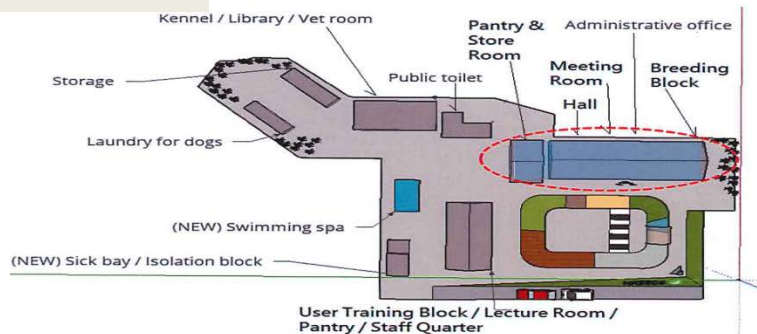 Kennel / Library / Vet room
Pantry &
Store
Room
Administrative office
Meeting
Room
Breeding
Block
Storage
Public toilet
Hall
Laundry for dogs
(NEW) Swimming spa
(NEW) Sick bay / Isolation block
User Training Block / Lecture Room /
Pantry / Staff Quarter